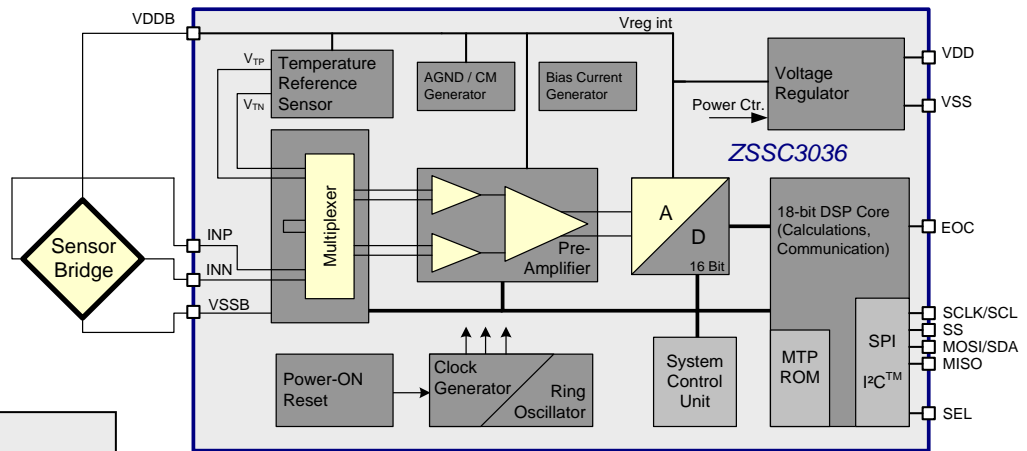 VDDB
Vreg int
VTP
VTN
Temperature
Reference
Sensor
AGND / CM
Generator
Bias Current
Generator
Voltage
Regulator
Power Ctr.
VDD
VSS
ZSSC3036
Multiplexer
Pre-
Amplifier
A
D
16 Bit
18-bit DSP Core
(Calculations,
Communication)
EOC
Sensor
Bridge
INP
INN
VSSB
Power-ON
Reset
Clock
Generator
Ring
Oscillator
System
Control
Unit
MTP
ROM
SPI
I²C™
SCLK/SCL
SS
MOSI/SDA
MISO
SEL